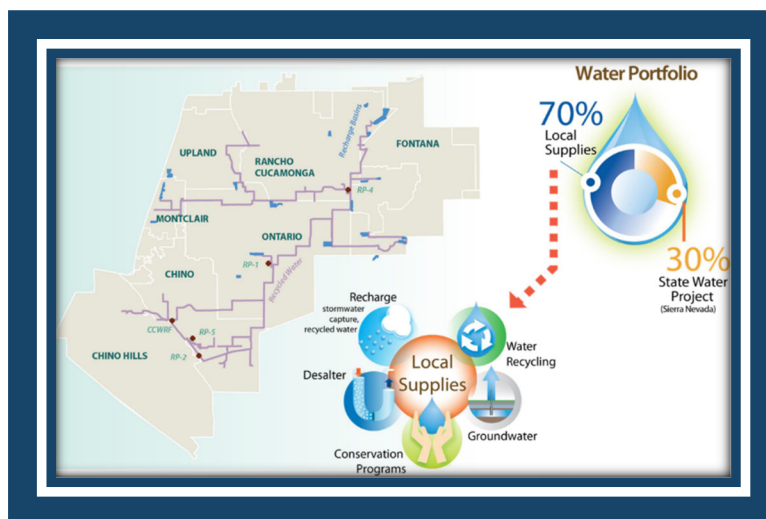 Water Portfolio
70%
Local
Supplies
30%
State Water
Project
(Sierra Nevada)
Recharge Basins
FONTANA
UPLAND
RANCHO
CUCAMONGA
RP-4
MONTCLAIR
ONTARIO
RP-1
Recycled Water
CHINO
CCWRF
RP-5
RP-2
CHINO HILLS
Recharge
stormwater
capture,
recycled water
Water
Recycling
Local
Supplies
Desalter
Groundwater
Conservation
Programs